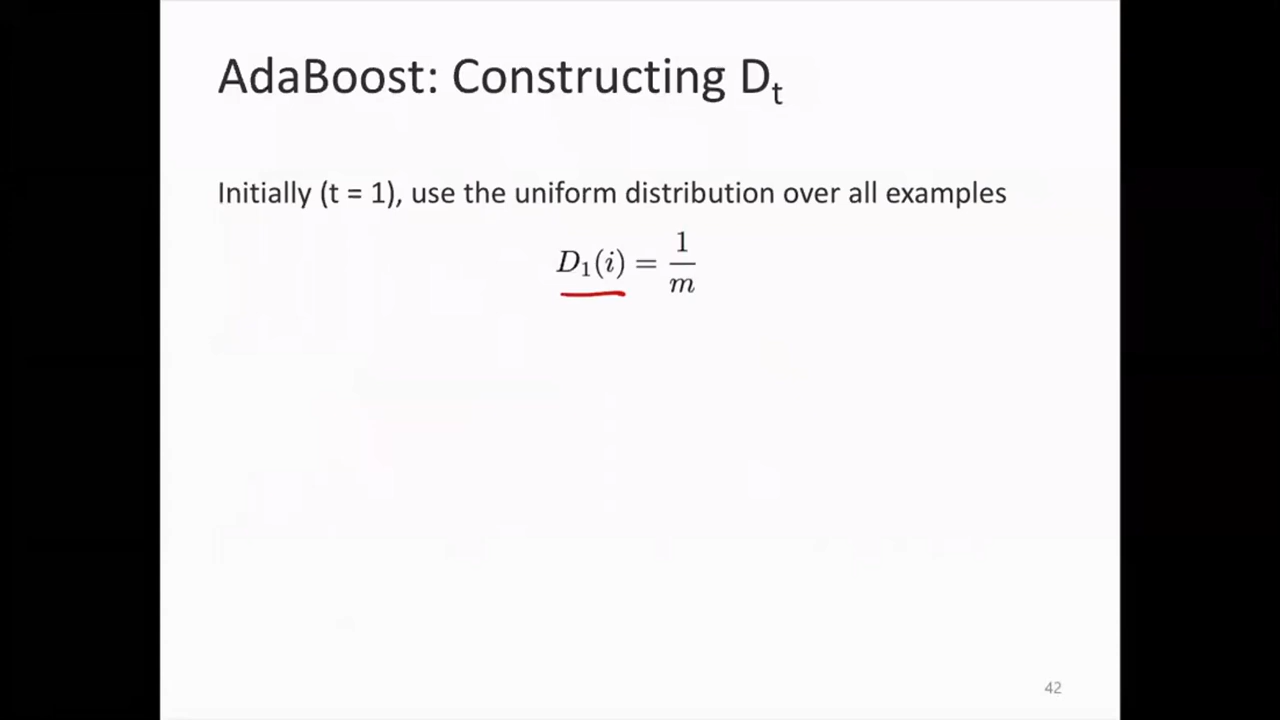 AdaBoost: Constructing Dₜ
Initially (t = 1), use the uniform distribution over all examples
D₁(i) = 1/m
42